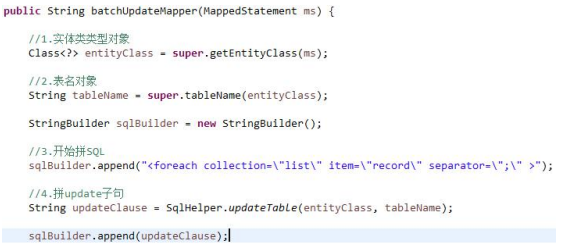 public String batchUpdateMapper(MappedStatement ms) {
//1.实体类类型对象
Class<?> entityClass = super.getEntityClass(ms);
//2.表名对象
String tableName = super.tableName(entityClass);
StringBuilder sqlBuilder = new StringBuilder();
//3.开始拼SQL
sqlBuilder.append("<foreach collection=\"list\" item=\"record\" separator=\";\" >");
//4.拼update子句
String updateClause = SqlHelper.updateTable(entityClass, tableName);
sqlBuilder.append(updateClause);